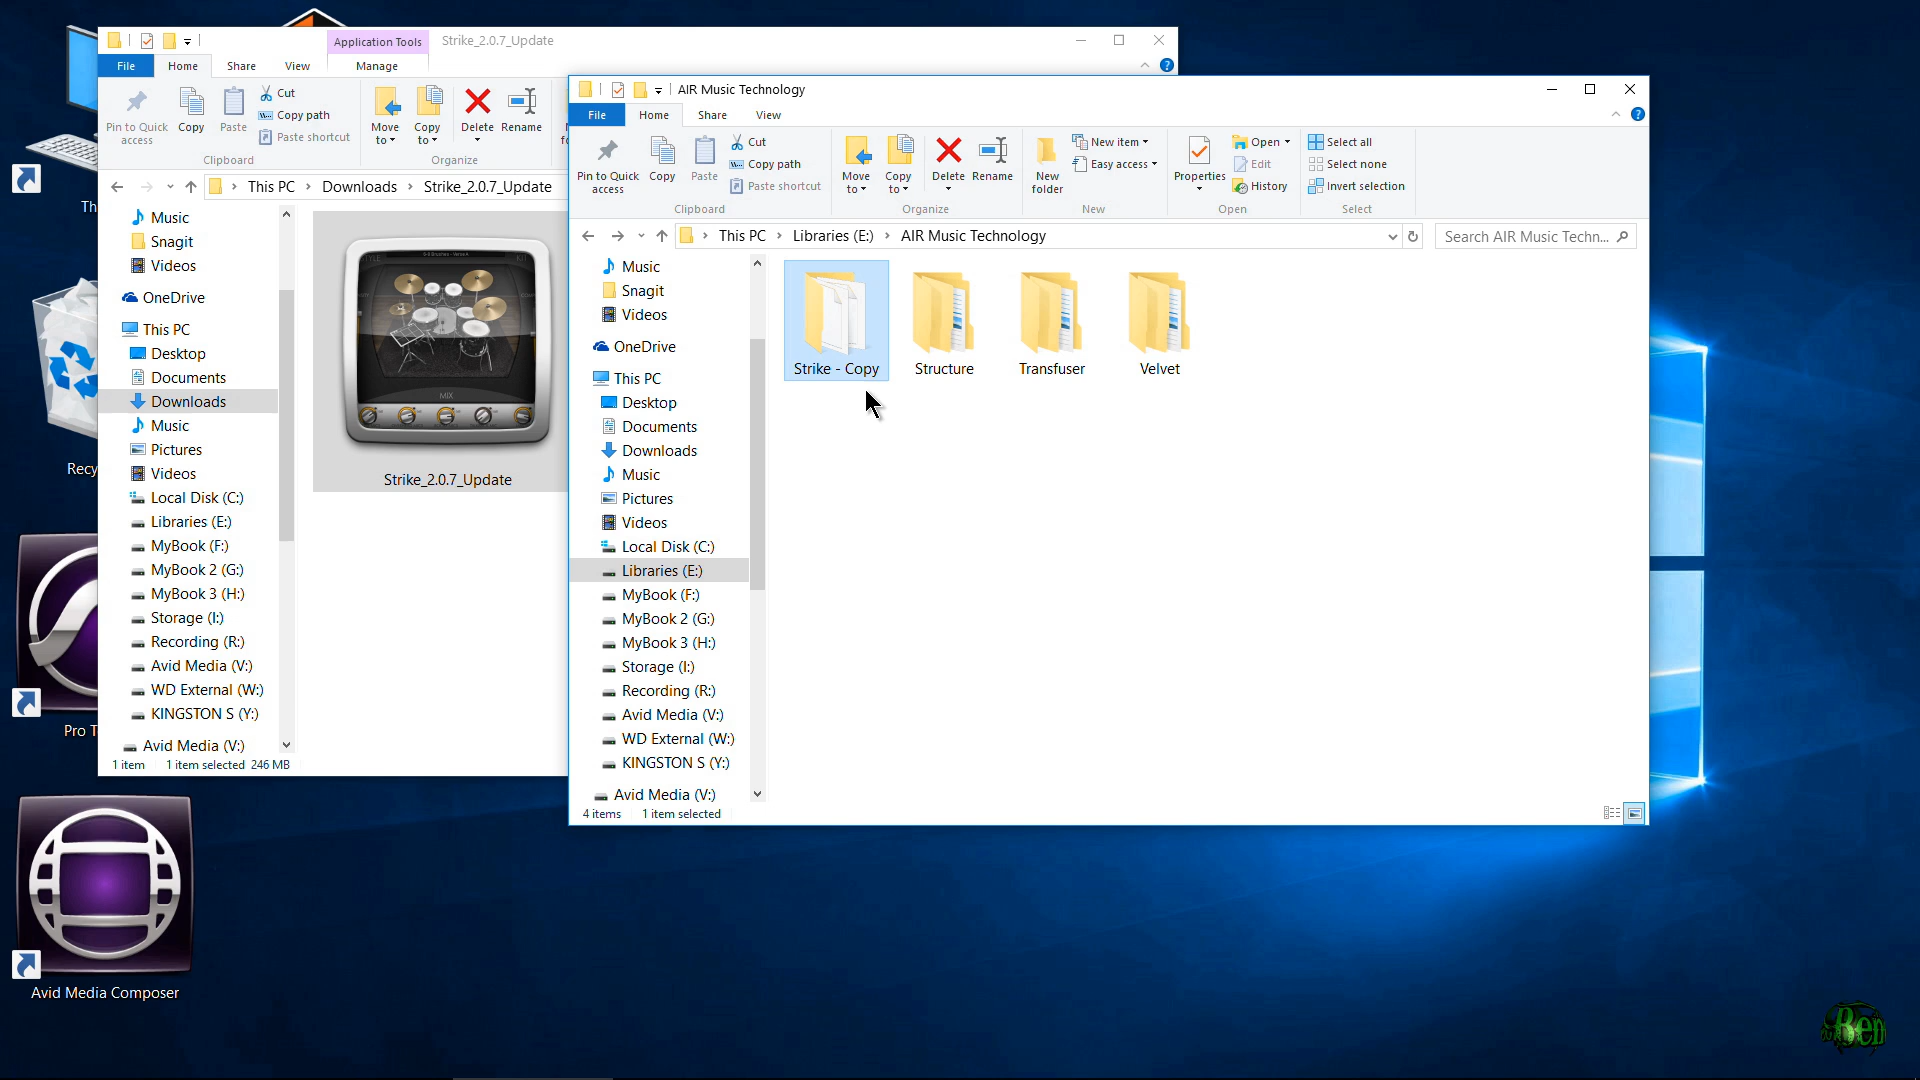 Application Tools
Strike_2.0.7_Update
File
Home
Share
View
Manage
Pin to Quick access
Copy
Paste
Cut
Copy path
Paste shortcut
Clipboard
Move to
Copy to
Delete
Rename
Organize
This PC
Downloads
Strike_2.0.7_Update
Music
Snagit
Videos
OneDrive
This PC
Desktop
Documents
Downloads
Music
Pictures
Videos
Local Disk (C:)
Libraries (E:)
MyBook (F:)
MyBook 2 (G:)
MyBook 3 (H:)
Storage (I:)
Recording (R:)
Avid Media (V:)
WD External (W:)
KINGSTON S (Y:)
Avid Media (V:)
1 item
1 item selected 246 MB
MIX
Strike_2.0.7_Update
AIR Music Technology
File
Home
Share
View
Pin to Quick access
Copy
Paste
Cut
Copy path
Paste shortcut
Clipboard
Move to
Copy to
Delete
Rename
Organize
New folder
New item
Easy access
New
Properties
Open
Edit
History
Open
Select all
Select none
Invert selection
Select
This PC
Libraries (E:)
AIR Music Technology
Search AIR Music Techn...
Music
Snagit
Videos
OneDrive
This PC
Desktop
Documents
Downloads
Music
Pictures
Videos
Local Disk (C:)
Libraries (E:)
MyBook (F:)
MyBook 2 (G:)
MyBook 3 (H:)
Storage (I:)
Recording (R:)
Avid Media (V:)
WD External (W:)
KINGSTON S (Y:)
Avid Media (V:)
4 items
1 item selected
Strike - Copy
Structure
Transfuser
Velvet
Th
Recy
Pro T
Avid Media Composer
Ben